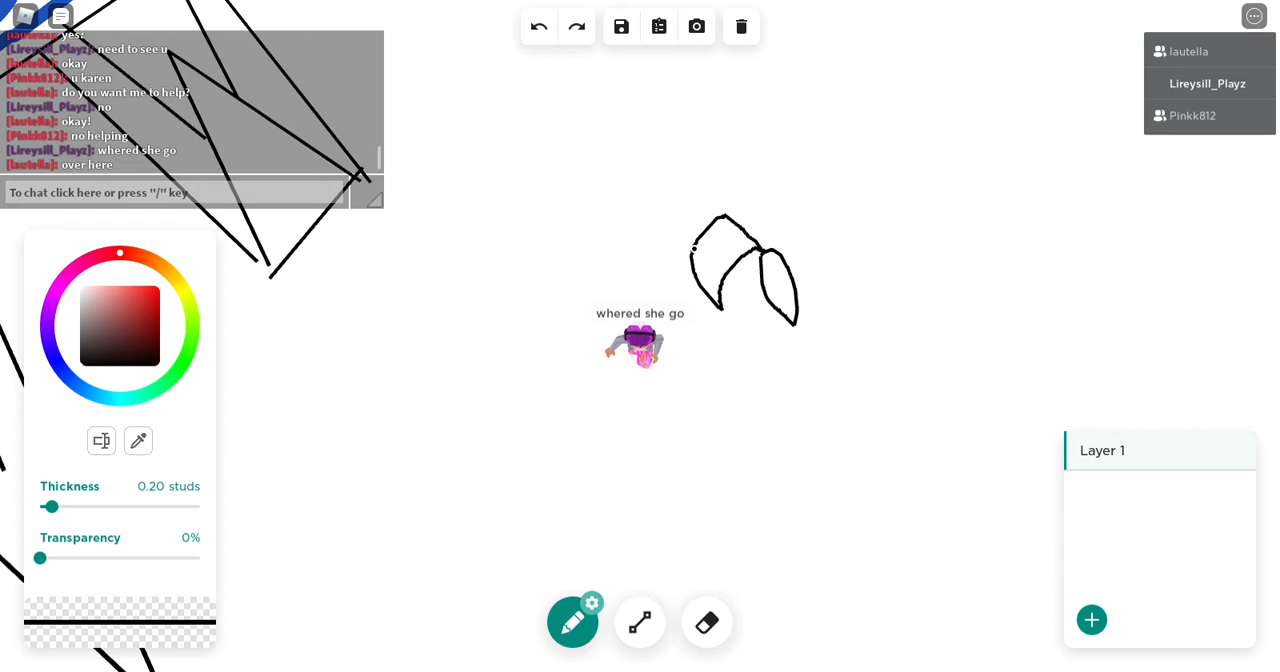 [lautella]: yes?
[Lireysill_Playz]: need to see u
[lautella]: okay
[Pinkk812]: u karen
[lautella]: do you want me to help?
[Lireysill_Playz]: no
[lautella]: okay!
[Pinkk812]: no helping
[Lireysill_Playz]: whered she go
[lautella]: over here
To chat click here or press "/" key
lautella
Lireysill_Playz
Pinkk812
whered she go
Thickness 0.20 studs
Transparency 0%
Layer 1